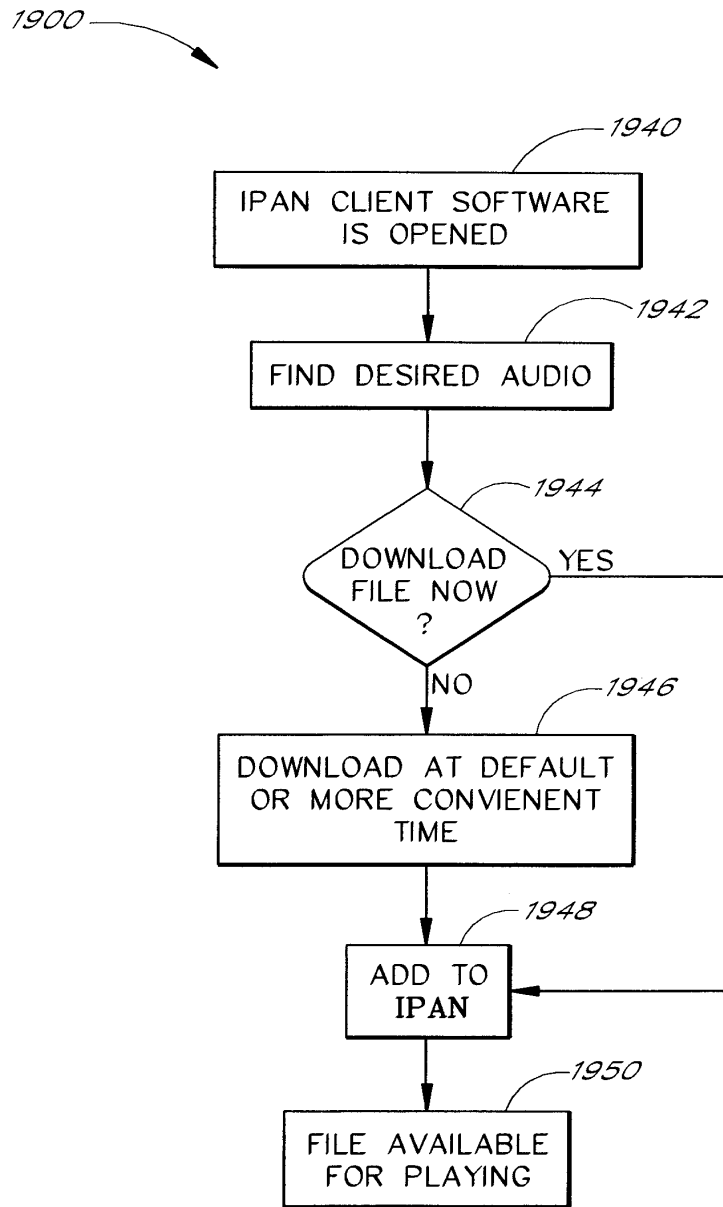 1900
1940
IPAN CLIENT SOFTWARE
IS OPENED
1942
FIND DESIRED AUDIO
1944
DOWNLOAD
FILE NOW
?
YES
NO
1946
DOWNLOAD AT DEFAULT
OR MORE CONVIENENT
TIME
1948
ADD TO
IPAN
1950
FILE AVAILABLE
FOR PLAYING